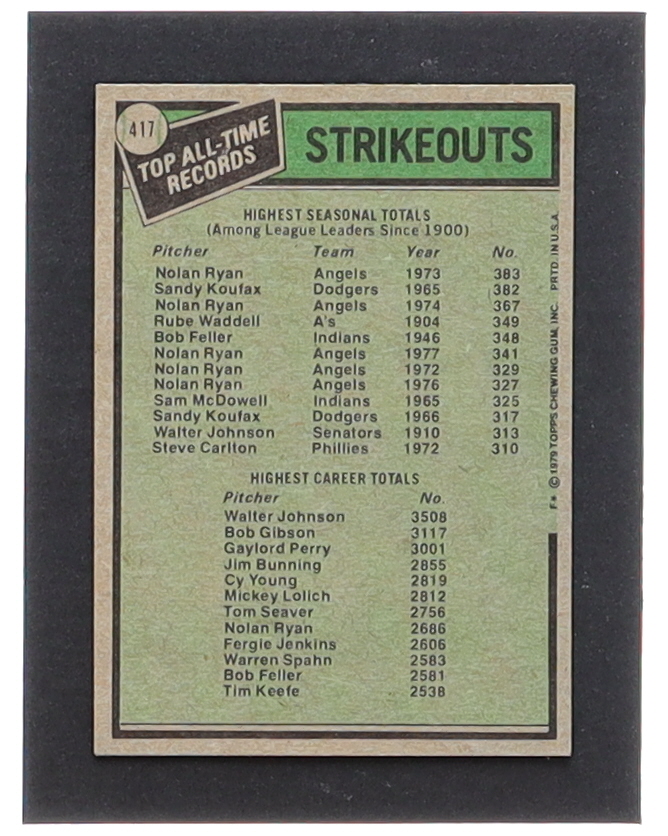 417
TOP ALL-TIME
RECORDS
STRIKEOUTS
HIGHEST SEASONAL TOTALS
(Among League Leaders Since 1900)
Pitcher Team Year No.
Nolan Ryan Angels 1973 383
Sandy Koufax Dodgers 1965 382
Nolan Ryan Angels 1974 367
Rube Waddell A's 1904 349
Bob Feller Indians 1946 348
Nolan Ryan Angels 1977 341
Nolan Ryan Angels 1972 329
Nolan Ryan Angels 1976 327
Sam McDowell Indians 1965 325
Sandy Koufax Dodgers 1966 317
Walter Johnson Senators 1910 313
Steve Carlton Phillies 1972 310
HIGHEST CAREER TOTALS
Pitcher No.
Walter Johnson 3508
Bob Gibson 3117
Gaylord Perry 3001
Jim Bunning 2855
Cy Young 2819
Mickey Lolich 2812
Tom Seaver 2756
Nolan Ryan 2686
Fergie Jenkins 2606
Warren Spahn 2583
Bob Feller 2581
Tim Keefe 2538
F* © 1979 TOPPS CHEWING GUM, INC. PRTD. IN U.S.A.